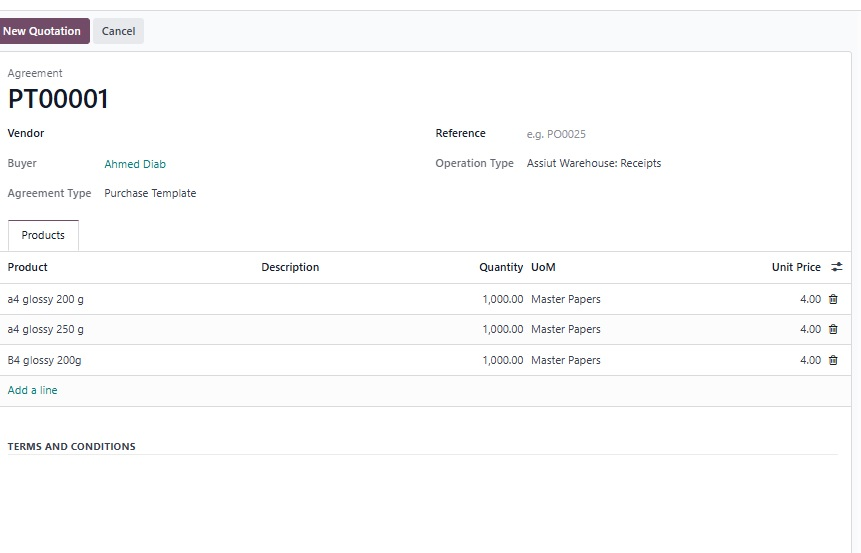 New Quotation Cancel
Agreement
PT00001
Vendor
Reference e.g. PO0025
Buyer Ahmed Diab
Operation Type Assiut Warehouse: Receipts
Agreement Type Purchase Template
Products
Product Description Quantity UoM Unit Price
a4 glossy 200 g 1,000.00 Master Papers 4.00
a4 glossy 250 g 1,000.00 Master Papers 4.00
B4 glossy 200g 1,000.00 Master Papers 4.00
Add a line
TERMS AND CONDITIONS